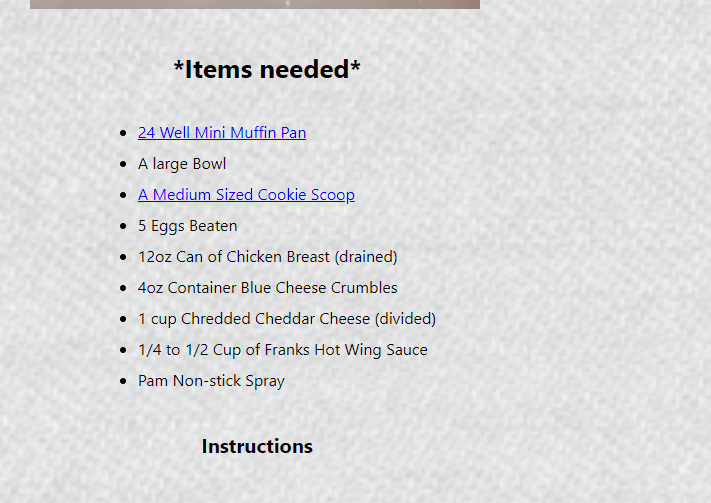 *Items needed*
24 Well Mini Muffin Pan
A large Bowl
A Medium Sized Cookie Scoop
5 Eggs Beaten
12oz Can of Chicken Breast (drained)
4oz Container Blue Cheese Crumbles
1 cup Chredded Cheddar Cheese (divided)
1/4 to 1/2 Cup of Franks Hot Wing Sauce
Pam Non-stick Spray
Instructions